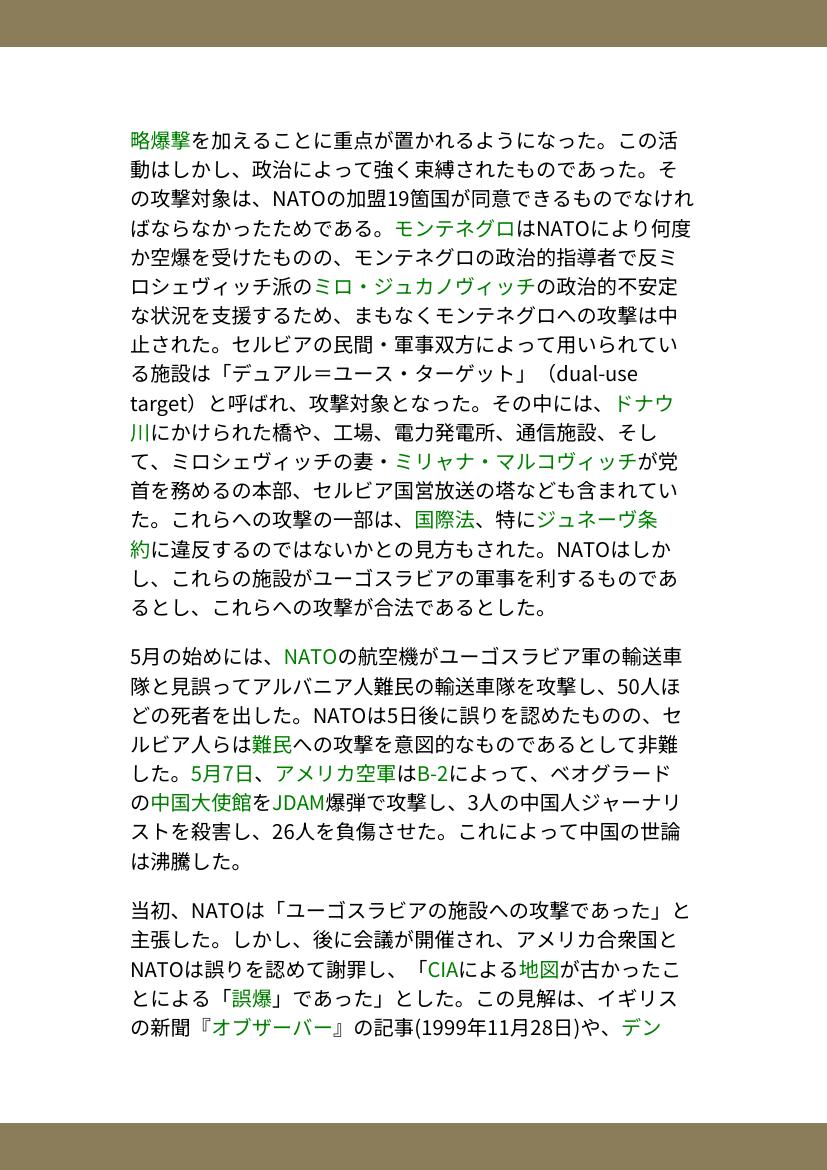 略爆撃を加えることに重点が置かれるようになった。この活
動はしかし、政治によって強く束縛されたものであった。そ
の攻撃対象は、NATOの加盟19箇国が同意できるものでなけれ
ばならなかったためである。モンテネグロはNATOにより何度
か空爆を受けたものの、モンテネグロの政治的指導者で反ミ
ロシェヴィッチ派のミロ・ジュカノヴィッチの政治的不安定
な状況を支援するため、まもなくモンテネグロへの攻撃は中
止された。セルビアの民間・軍事双方によって用いられてい
る施設は「デュアル＝ユース・ターゲット」（dual-use
target）と呼ばれ、攻撃対象となった。その中には、ドナウ
川にかけられた橋や、工場、電力発電所、通信施設、そし
て、ミロシェヴィッチの妻・ミリャナ・マルコヴィッチが党
首を務めるの本部、セルビア国営放送の塔なども含まれてい
た。これらへの攻撃の一部は、国際法、特にジュネーヴ条
約に違反するのではないかとの見方もされた。NATOはしか
し、これらの施設がユーゴスラビアの軍事を利するものであ
るとし、これらへの攻撃が合法であるとした。
5月の始めには、NATOの航空機がユーゴスラビア軍の輸送車
隊と見誤ってアルバニア人難民の輸送車隊を攻撃し、50人ほ
どの死者を出した。NATOは5日後に誤りを認めたものの、セ
ルビア人らは難民への攻撃を意図的なものであるとして非難
した。5月7日、アメリカ空軍はB-2によって、ベオグラード
の中国大使館をJDAM爆弾で攻撃し、3人の中国人ジャーナリ
ストを殺害し、26人を負傷させた。これによって中国の世論
は沸騰した。
当初、NATOは「ユーゴスラビアの施設への攻撃であった」と
主張した。しかし、後に会議が開催され、アメリカ合衆国と
NATOは誤りを認めて謝罪し、「CIAによる地図が古かったこ
とによる「誤爆」であった」とした。この見解は、イギリス
の新聞『オブザーバー』の記事(1999年11月28日)や、デン